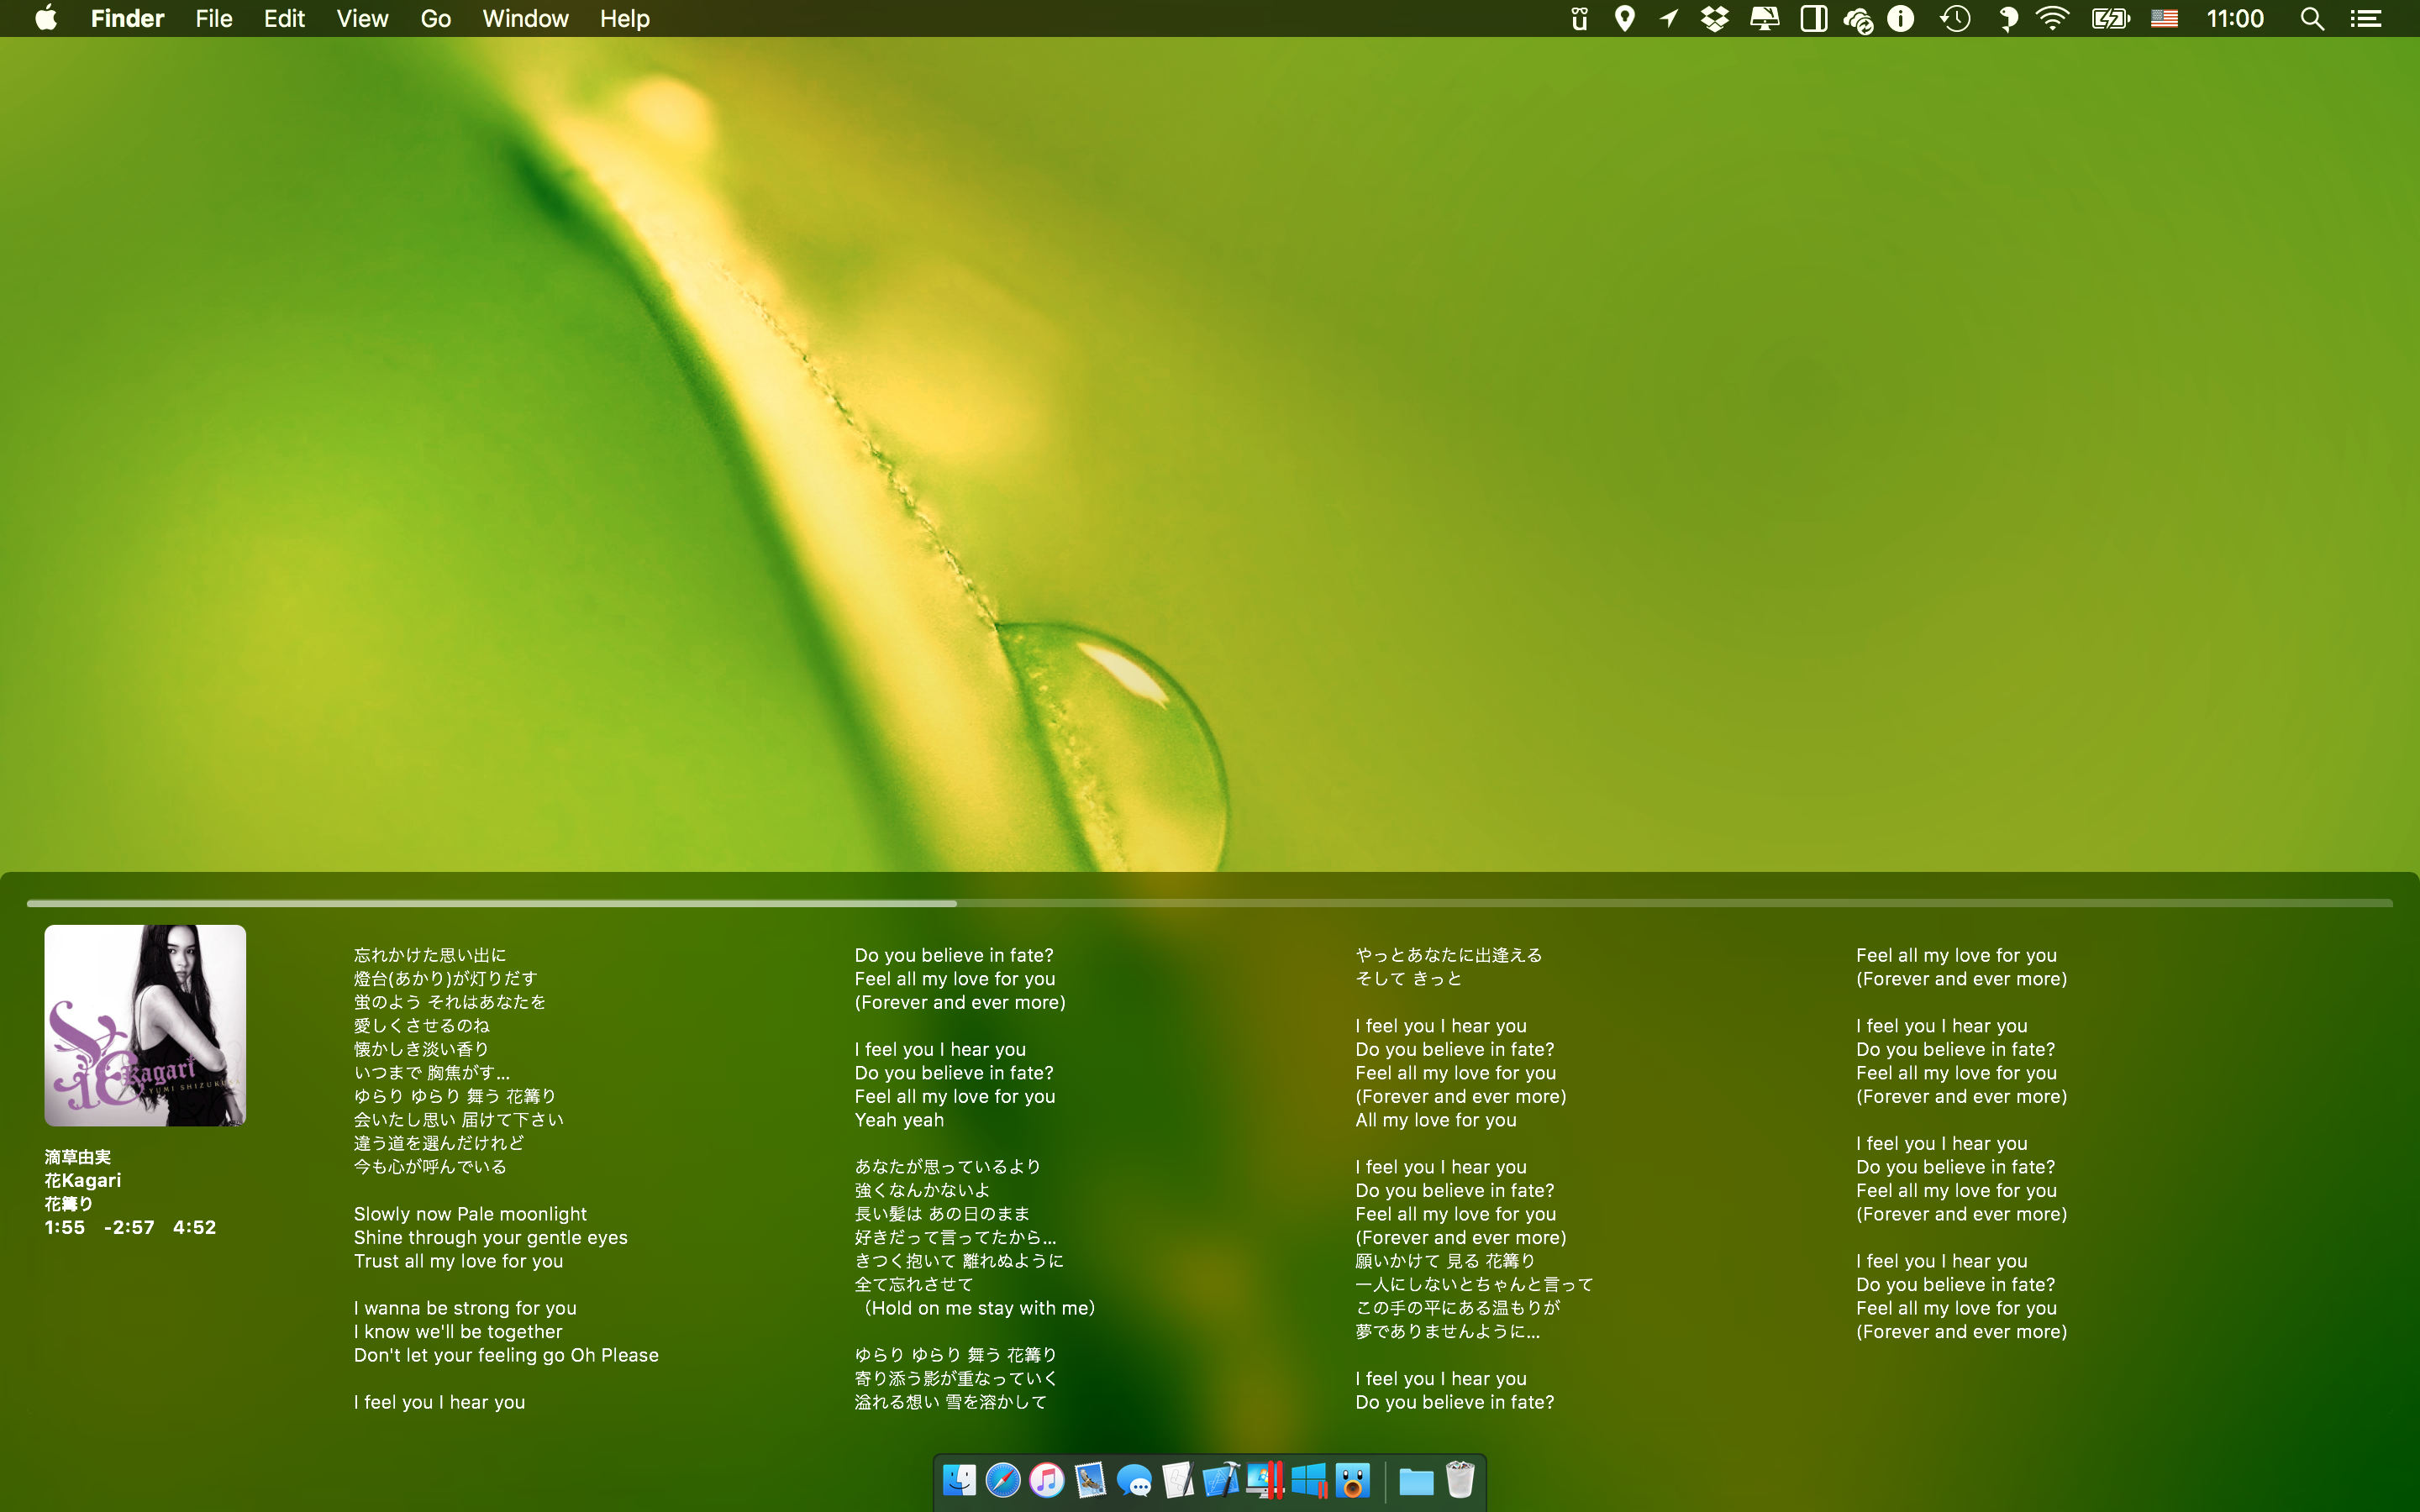 Finder File Edit View Go Window Help 11:00
Kagari
YUMI SHIZUKUSA
滴草由実
花Kagari
花篝り
1:55 -2:57 4:52
忘れかけた思い出に
燈台(あかり)が灯りだす
蛍のよう それはあなたを
愛しくさせるのね
懐かしき淡い香り
いつまで 胸焦がす...
ゆらり ゆらり 舞う 花篝り
会いたし思い 届けて下さい
違う道を選んだけれど
今も心が呼んでいる
Slowly now Pale moonlight
Shine through your gentle eyes
Trust all my love for you
I wanna be strong for you
I know we'll be together
Don't let your feeling go Oh Please
I feel you I hear you
Do you believe in fate?
Feel all my love for you
(Forever and ever more)
I feel you I hear you
Do you believe in fate?
Feel all my love for you
Yeah yeah
あなたが思っているより
強くなんかないよ
長い髪は あの日のまま
好きだって言ってたから...
きつく抱いて 離れぬように
全て忘れさせて
（Hold on me stay with me）
ゆらり ゆらり 舞う 花篝り
寄り添う影が重なっていく
溢れる想い 雪を溶かして
やっとあなたに出逢える
そして きっと
I feel you I hear you
Do you believe in fate?
Feel all my love for you
(Forever and ever more)
All my love for you
I feel you I hear you
Do you believe in fate?
Feel all my love for you
(Forever and ever more)
願いかけて 見る 花篝り
一人にしないとちゃんと言って
この手の平にある温もりが
夢でありませんように...
I feel you I hear you
Do you believe in fate?
Feel all my love for you
(Forever and ever more)
I feel you I hear you
Do you believe in fate?
Feel all my love for you
(Forever and ever more)
I feel you I hear you
Do you believe in fate?
Feel all my love for you
(Forever and ever more)
I feel you I hear you
Do you believe in fate?
Feel all my love for you
(Forever and ever more)